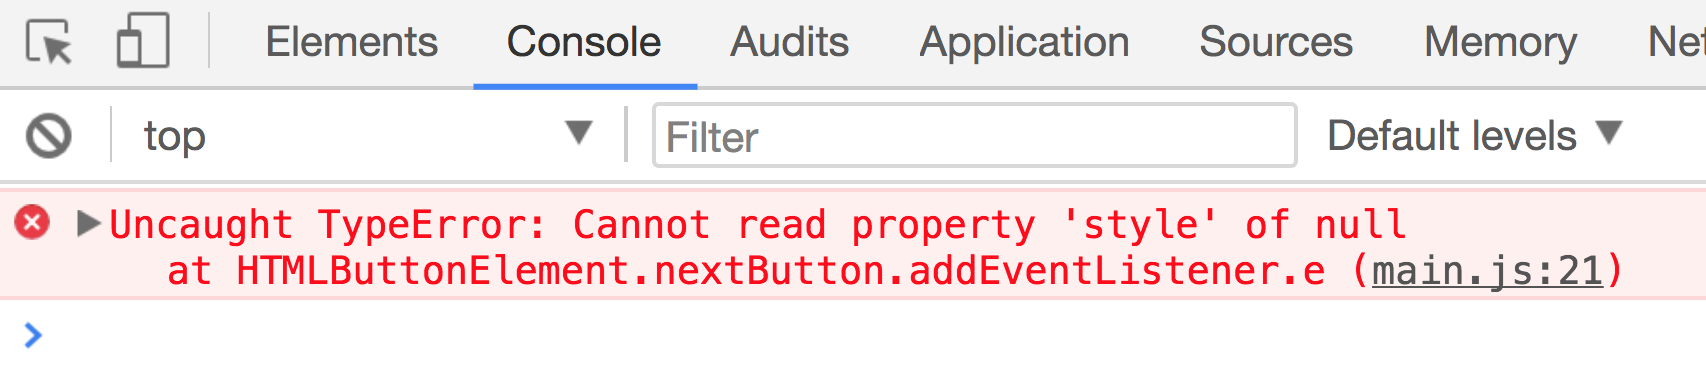 Elements Console Audits Application Sources Memory
top Filter Default levels
Uncaught TypeError: Cannot read property 'style' of null
at HTMLButtonElement.nextButton.addEventListener.e (main.js:21)